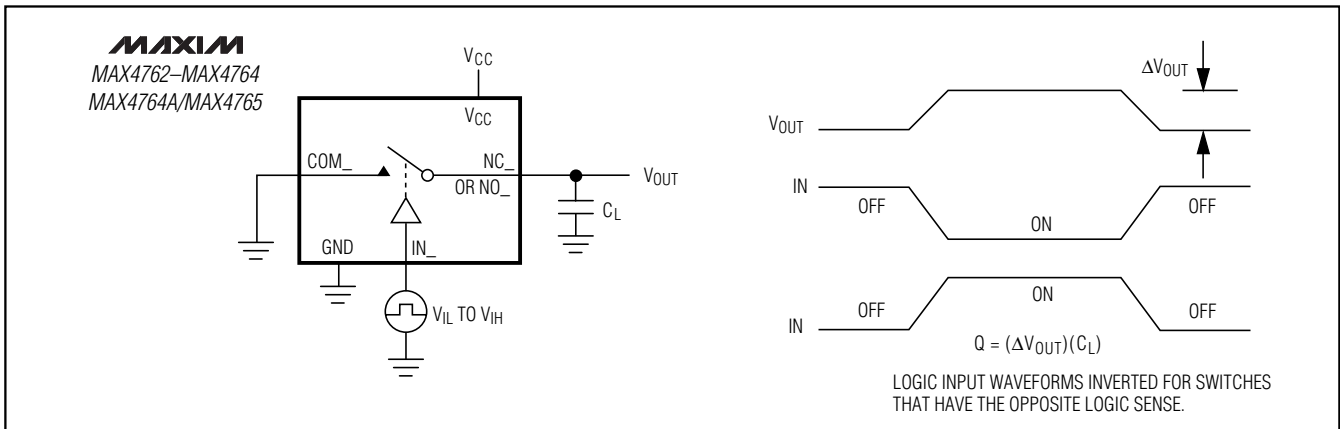 MAXIM
MAX4762–MAX4764
MAX4764A/MAX4765
VCC
VCC
COM_
NC_
OR NO_
VOUT
CL
GND
IN_
VIL TO VIH
ΔVOUT
VOUT
IN
OFF
ON
OFF
IN
OFF
ON
OFF
Q = (ΔVOUT)(CL)
LOGIC INPUT WAVEFORMS INVERTED FOR SWITCHES
THAT HAVE THE OPPOSITE LOGIC SENSE.